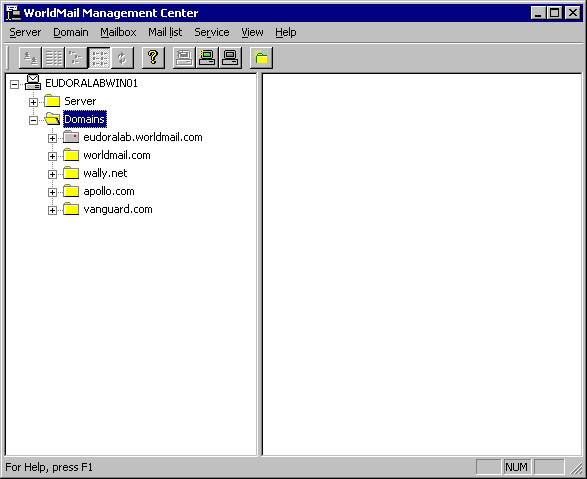 WorldMail Management Center
Server Domain Mailbox Mail list Service View Help
?
EUDORALABWIN01
Server
Domains
eudoralab.worldmail.com
worldmail.com
wally.net
apollo.com
vanguard.com
For Help, press F1 NUM